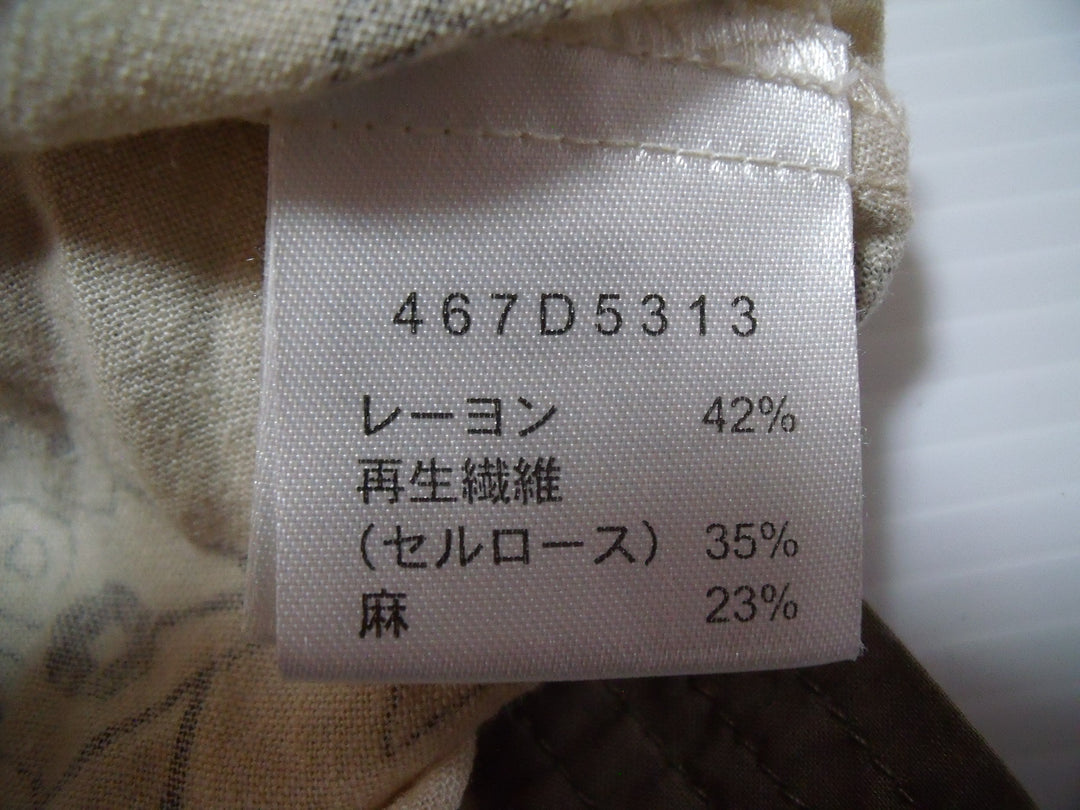 467D5313
レーヨン 42%
再生繊維
(セルロース) 35%
麻 23%